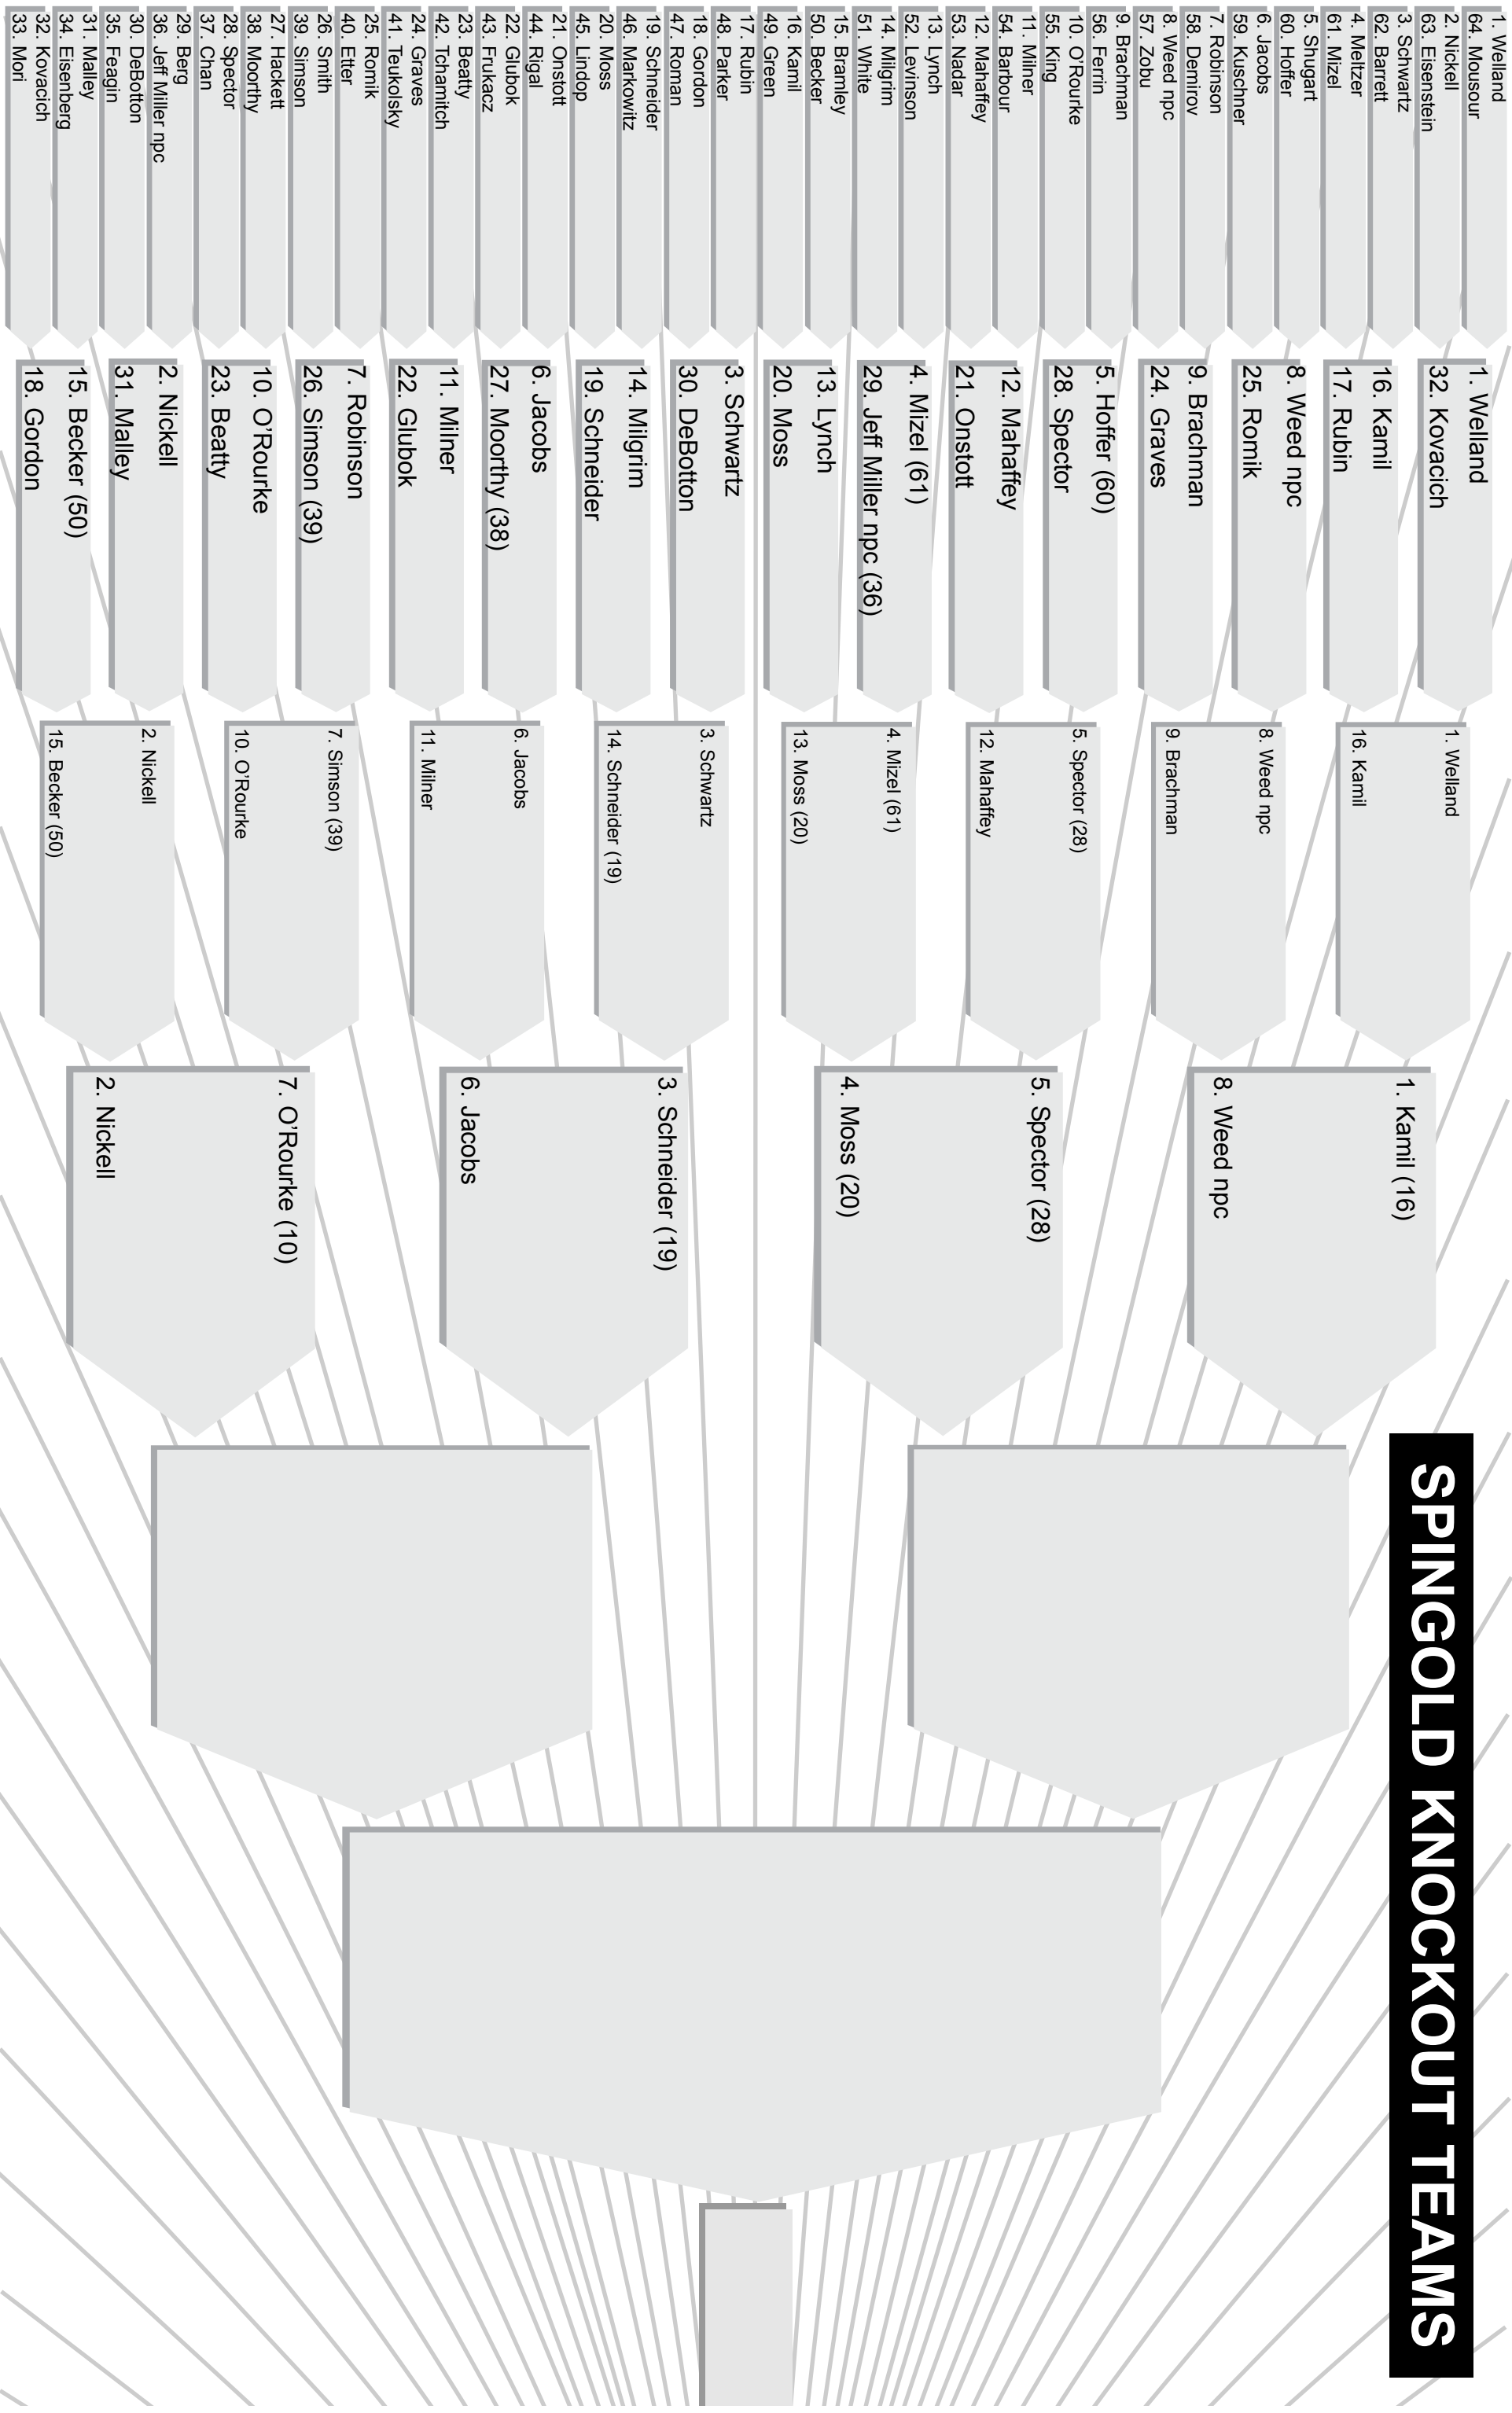 SPINGOLD KNOCKOUT TEAMS
1. Welland
64. Mousour
2. Nickell
63. Eisenstein
3. Schwartz
62. Barrett
4. Meltzer
61. Mizel
5. Shugart
60. Hoffer
6. Jacobs
59. Kuschner
7. Robinson
58. Demirov
8. Weed npc
57. Zobu
9. Brachman
56. Ferrin
10. O'Rourke
55. King
11. Milner
54. Barbour
12. Mahaffey
53. Nadar
13. Lynch
52. Levinson
14. Milgrim
51. White
15. Bramley
50. Becker
16. Kamil
49. Green
17. Rubin
48. Parker
18. Gordon
47. Roman
19. Schneider
46. Markowitz
20. Moss
45. Lindop
21. Onstott
44. Rigal
22. Glubok
43. Frukacz
23. Beatty
42. Tchamitch
24. Graves
41. Teukolsky
25. Romik
40. Etter
26. Smith
39. Simson
27. Hackett
38. Moorthy
28. Spector
37. Chan
29. Berg
36. Jeff Miller npc
30. DeBotton
35. Feagin
31. Malley
34. Eisenberg
32. Kovacich
33. Mori
1. Welland
32. Kovacich
16. Kamil
17. Rubin
8. Weed npc
25. Romik
9. Brachman
24. Graves
5. Hoffer (60)
28. Spector
12. Mahaffey
21. Onstott
4. Mizel (61)
29. Jeff Miller npc (36)
13. Lynch
20. Moss
3. Schwartz
30. DeBotton
14. Milgrim
19. Schneider
6. Jacobs
27. Moorthy (38)
11. Milner
22. Glubok
7. Robinson
26. Simson (39)
10. O'Rourke
23. Beatty
2. Nickell
31. Malley
15. Becker (50)
18. Gordon
1. Welland
16. Kamil
8. Weed npc
9. Brachman
5. Spector (28)
12. Mahaffey
4. Mizel (61)
13. Moss (20)
3. Schwartz
14. Schneider (19)
6. Jacobs
11. Milner
7. Simson (39)
10. O'Rourke
2. Nickell
15. Becker (50)
1. Kamil (16)
8. Weed npc
5. Spector (28)
4. Moss (20)
3. Schneider (19)
6. Jacobs
7. O'Rourke (10)
2. Nickell